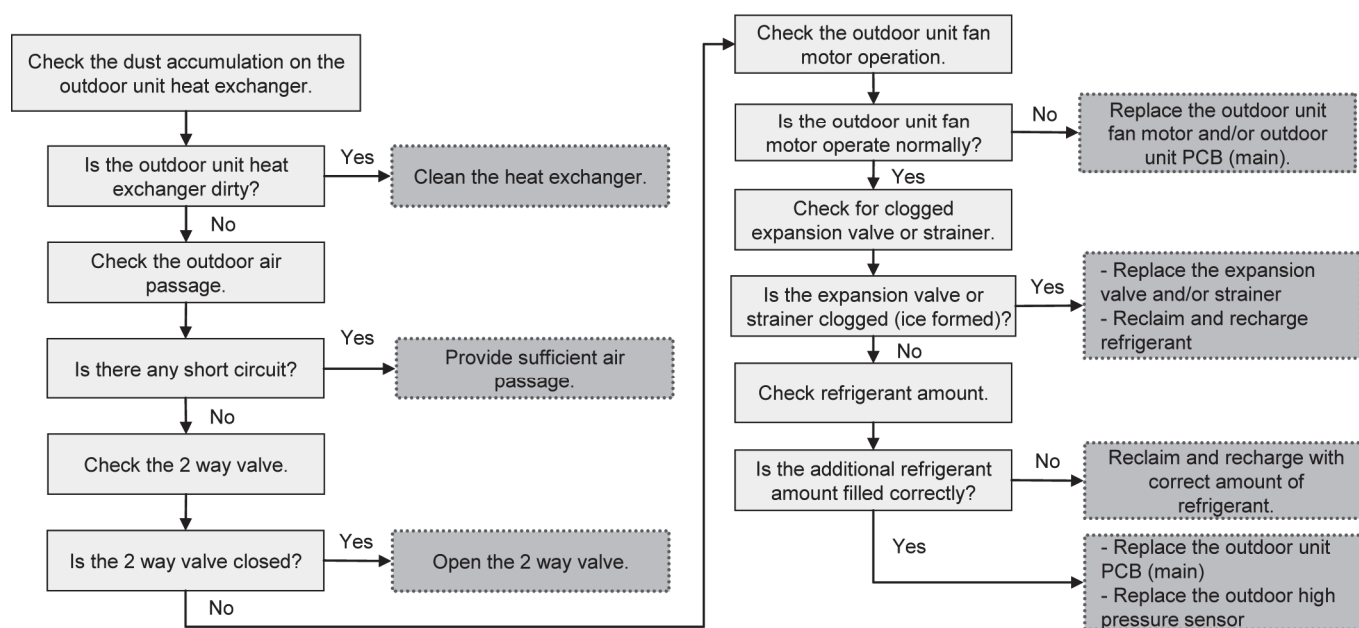 Check the dust accumulation on the
outdoor unit heat exchanger.
Is the outdoor unit heat
exchanger dirty?
Yes
Clean the heat exchanger.
No
Check the outdoor air
passage.
Is there any short circuit?
Yes
Provide sufficient air
passage.
No
Check the 2 way valve.
Is the 2 way valve closed?
Yes
Open the 2 way valve.
No
Check the outdoor unit fan
motor operation.
Is the outdoor unit fan
motor operate normally?
No
Replace the outdoor unit
fan motor and/or outdoor
unit PCB (main).
Yes
Check for clogged
expansion valve or strainer.
Is the expansion valve or
strainer clogged (ice formed)?
Yes
- Replace the expansion
valve and/or strainer
- Reclaim and recharge
refrigerant
No
Check refrigerant amount.
Is the additional refrigerant
amount filled correctly?
No
Reclaim and recharge with
correct amount of
refrigerant.
Yes
- Replace the outdoor unit
PCB (main)
- Replace the outdoor high
pressure sensor